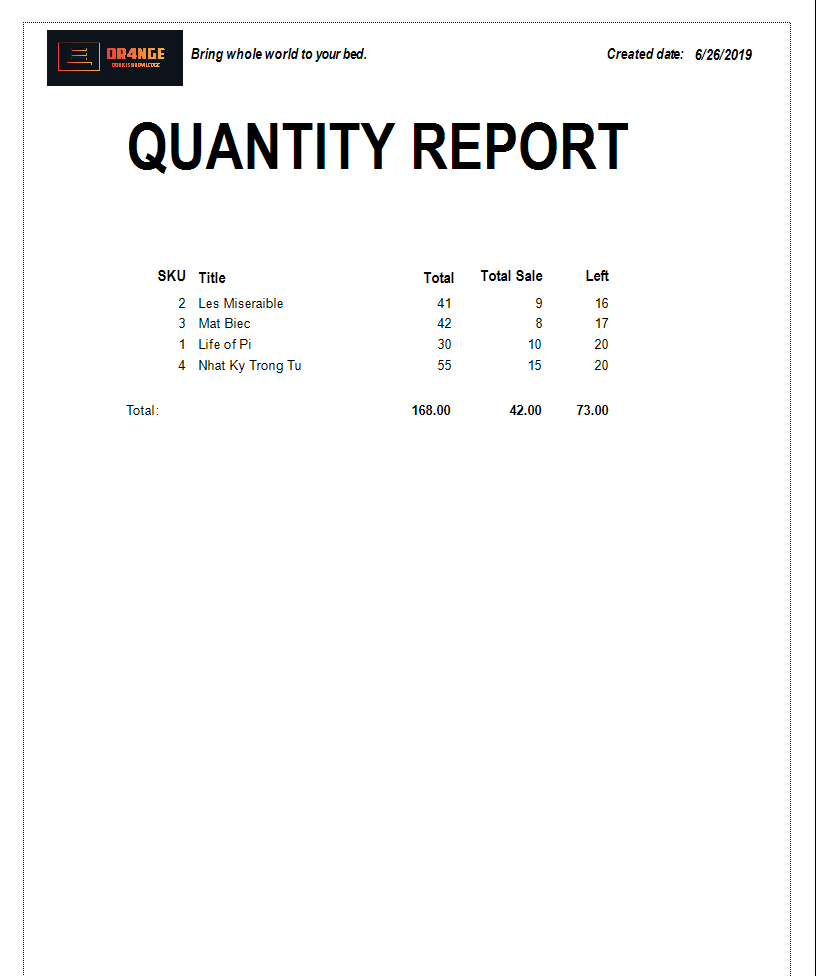 OR4NGE
Bring whole world to your bed. Created date: 6/26/2019
QUANTITY REPORT
SKU Title Total Total Sale Left
2 Les Miseraible 41 9 16
3 Mat Biec 42 8 17
1 Life of Pi 30 10 20
4 Nhat Ky Trong Tu 55 15 20
Total: 168.00 42.00 73.00